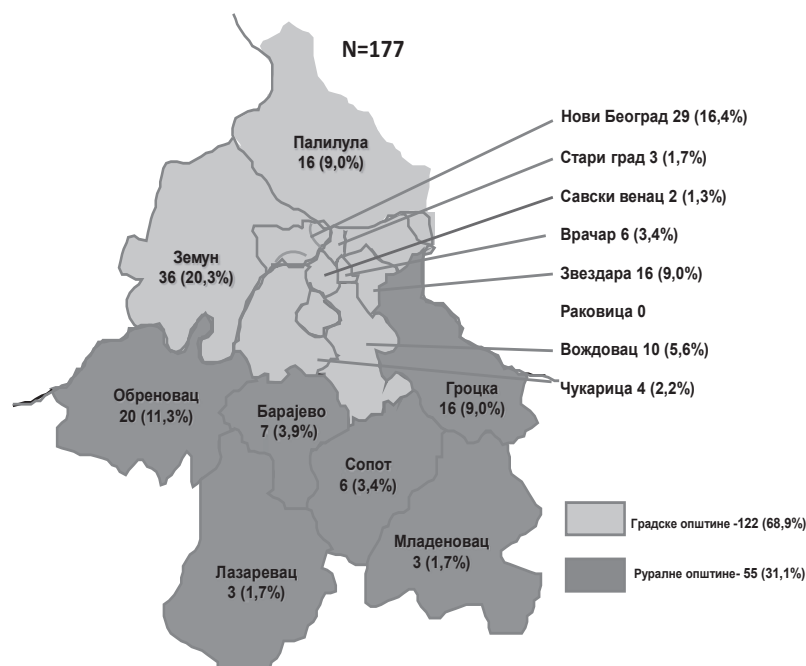 N=177
Палилула
16 (9,0%)
Земун
36 (20,3%)
Нови Београд 29 (16,4%)
Стари град 3 (1,7%)
Савски венац 2 (1,3%)
Врачар 6 (3,4%)
Звездара 16 (9,0%)
Раковица 0
Вождовац 10 (5,6%)
Чукарица 4 (2,2%)
Обреновац
20 (11,3%)
Барајево
7 (3,9%)
Гроцка
16 (9,0%)
Сопот
6 (3,4%)
Младеновац
3 (1,7%)
Лазаревац
3 (1,7%)
Градске општине -122 (68,9%)
Руралне општине- 55 (31,1%)